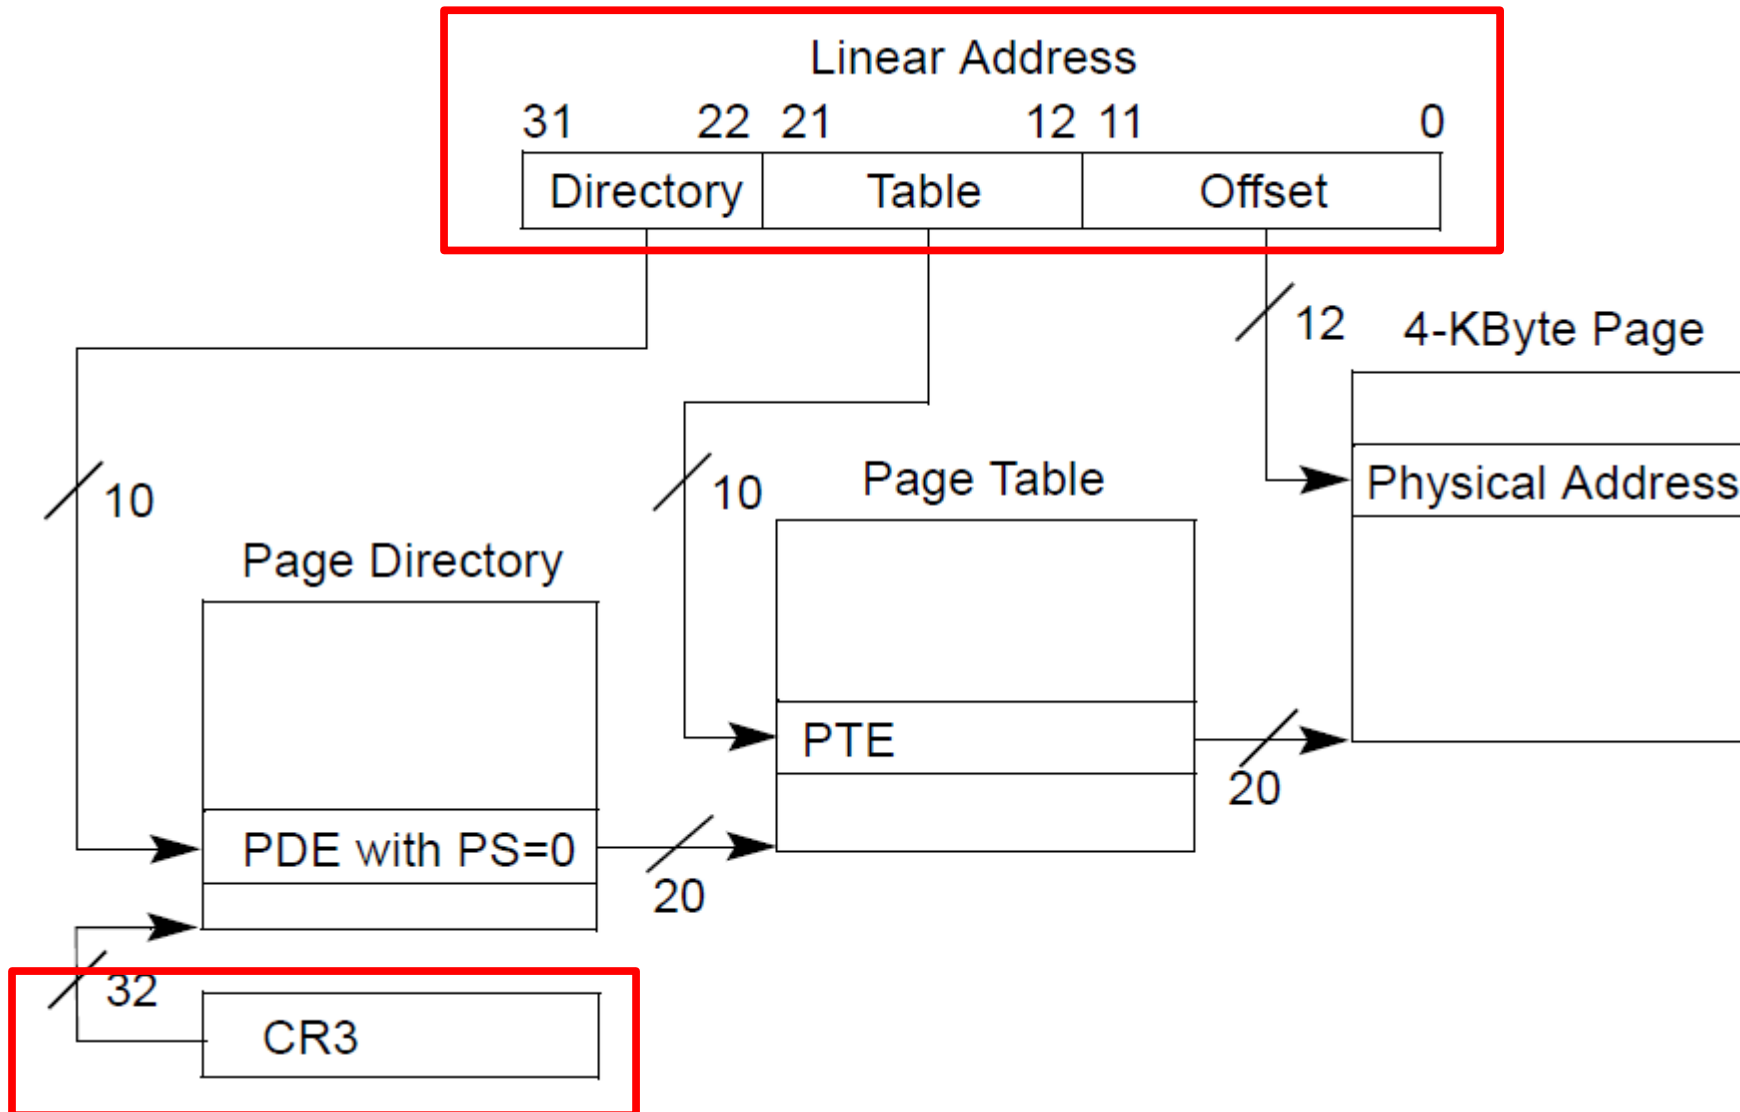 Linear Address
31 22 21 12 11 0
Directory Table Offset
12
4-KByte Page
10
10
Page Table
Physical Address
Page Directory
PTE
20
PDE with PS=0
20
32
CR3